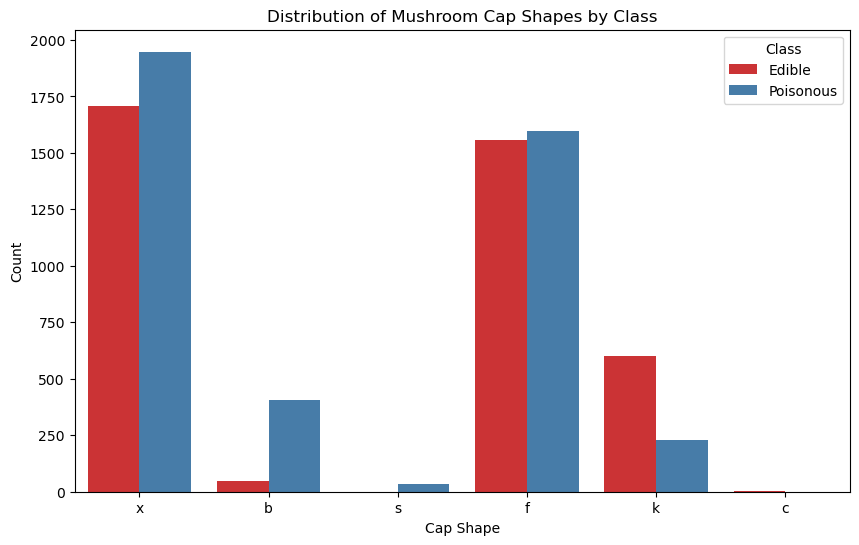 Distribution of Mushroom Cap Shapes by Class
2000
1750
1500
1250
1000
750
500
250
0
Count
x b s f k c
Cap Shape
Class
Edible
Poisonous